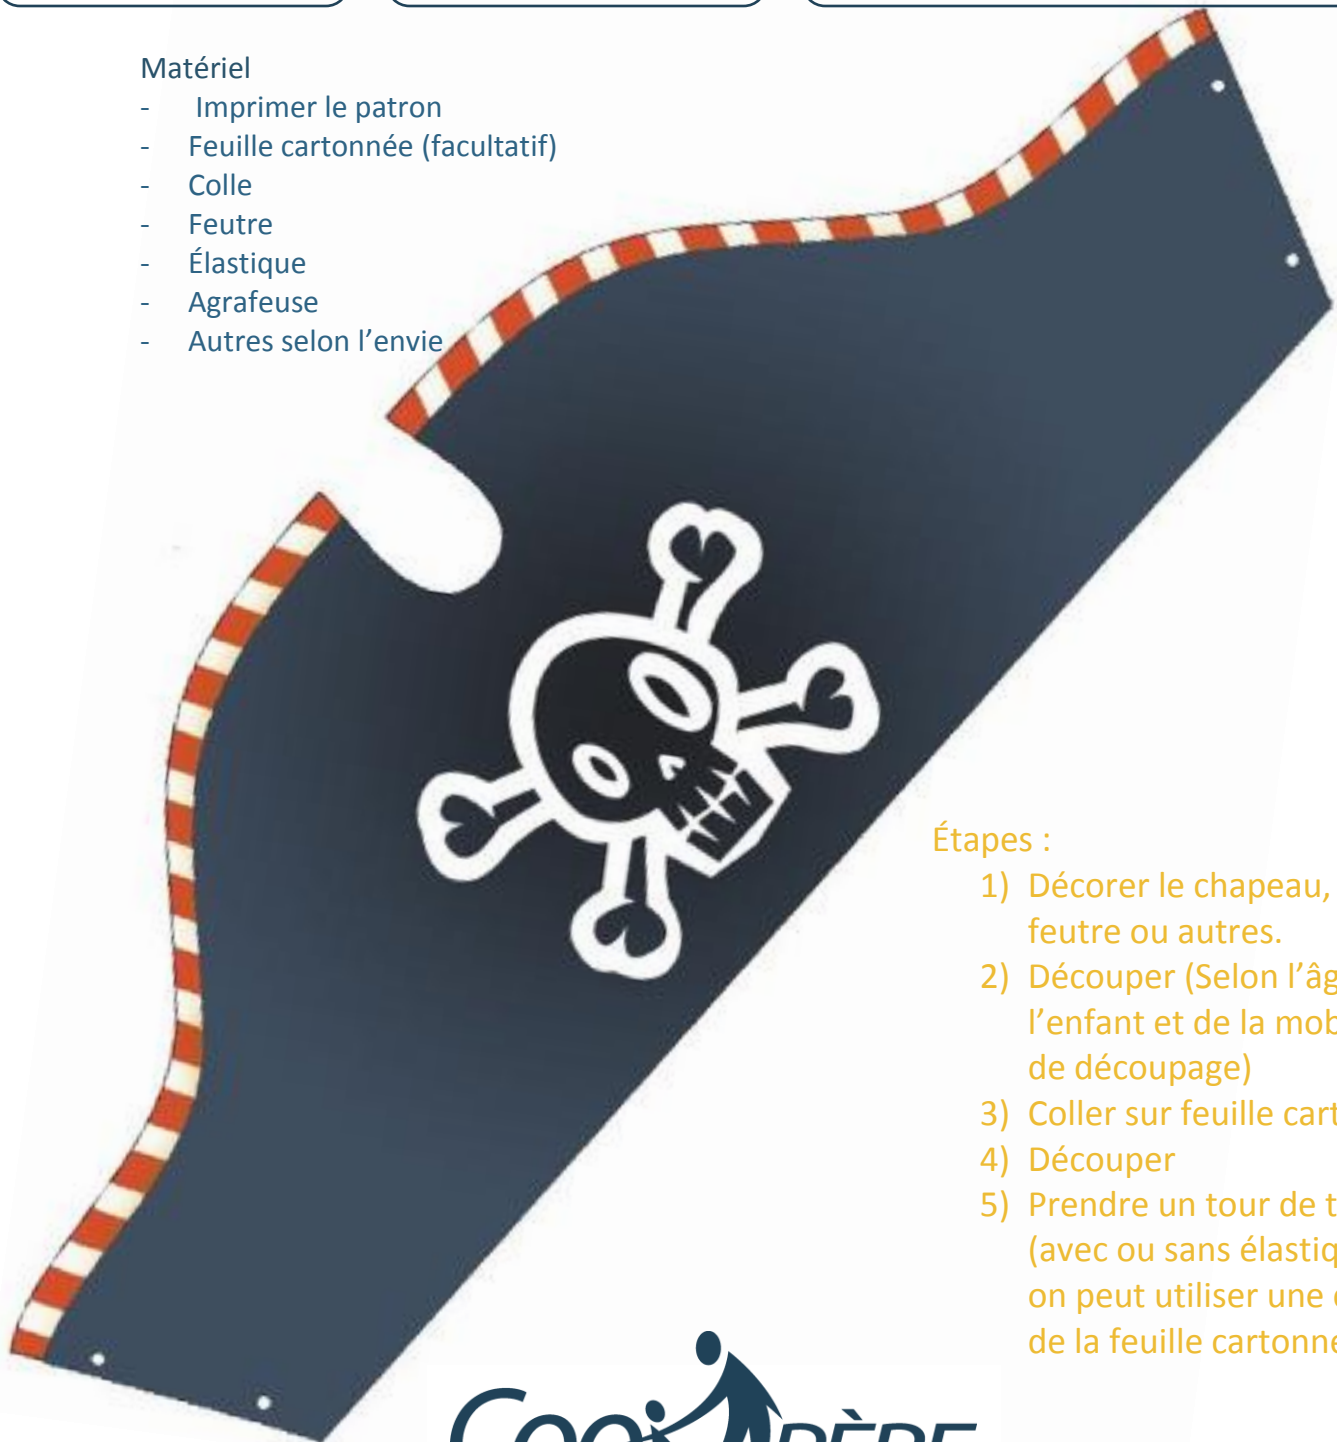 Matériel
- Imprimer le patron
- Feuille cartonnée (facultatif)
- Colle
- Feutre
- Élastique
- Agrafeuse
- Autres selon l’envie
Étapes :
1) Décorer le chapeau,
feutre ou autres.
2) Découper (Selon l’âg
l’enfant et de la mob
de découpage)
3) Coller sur feuille cart
4) Découper
5) Prendre un tour de t
(avec ou sans élastiq
on peut utiliser une
de la feuille cartonné